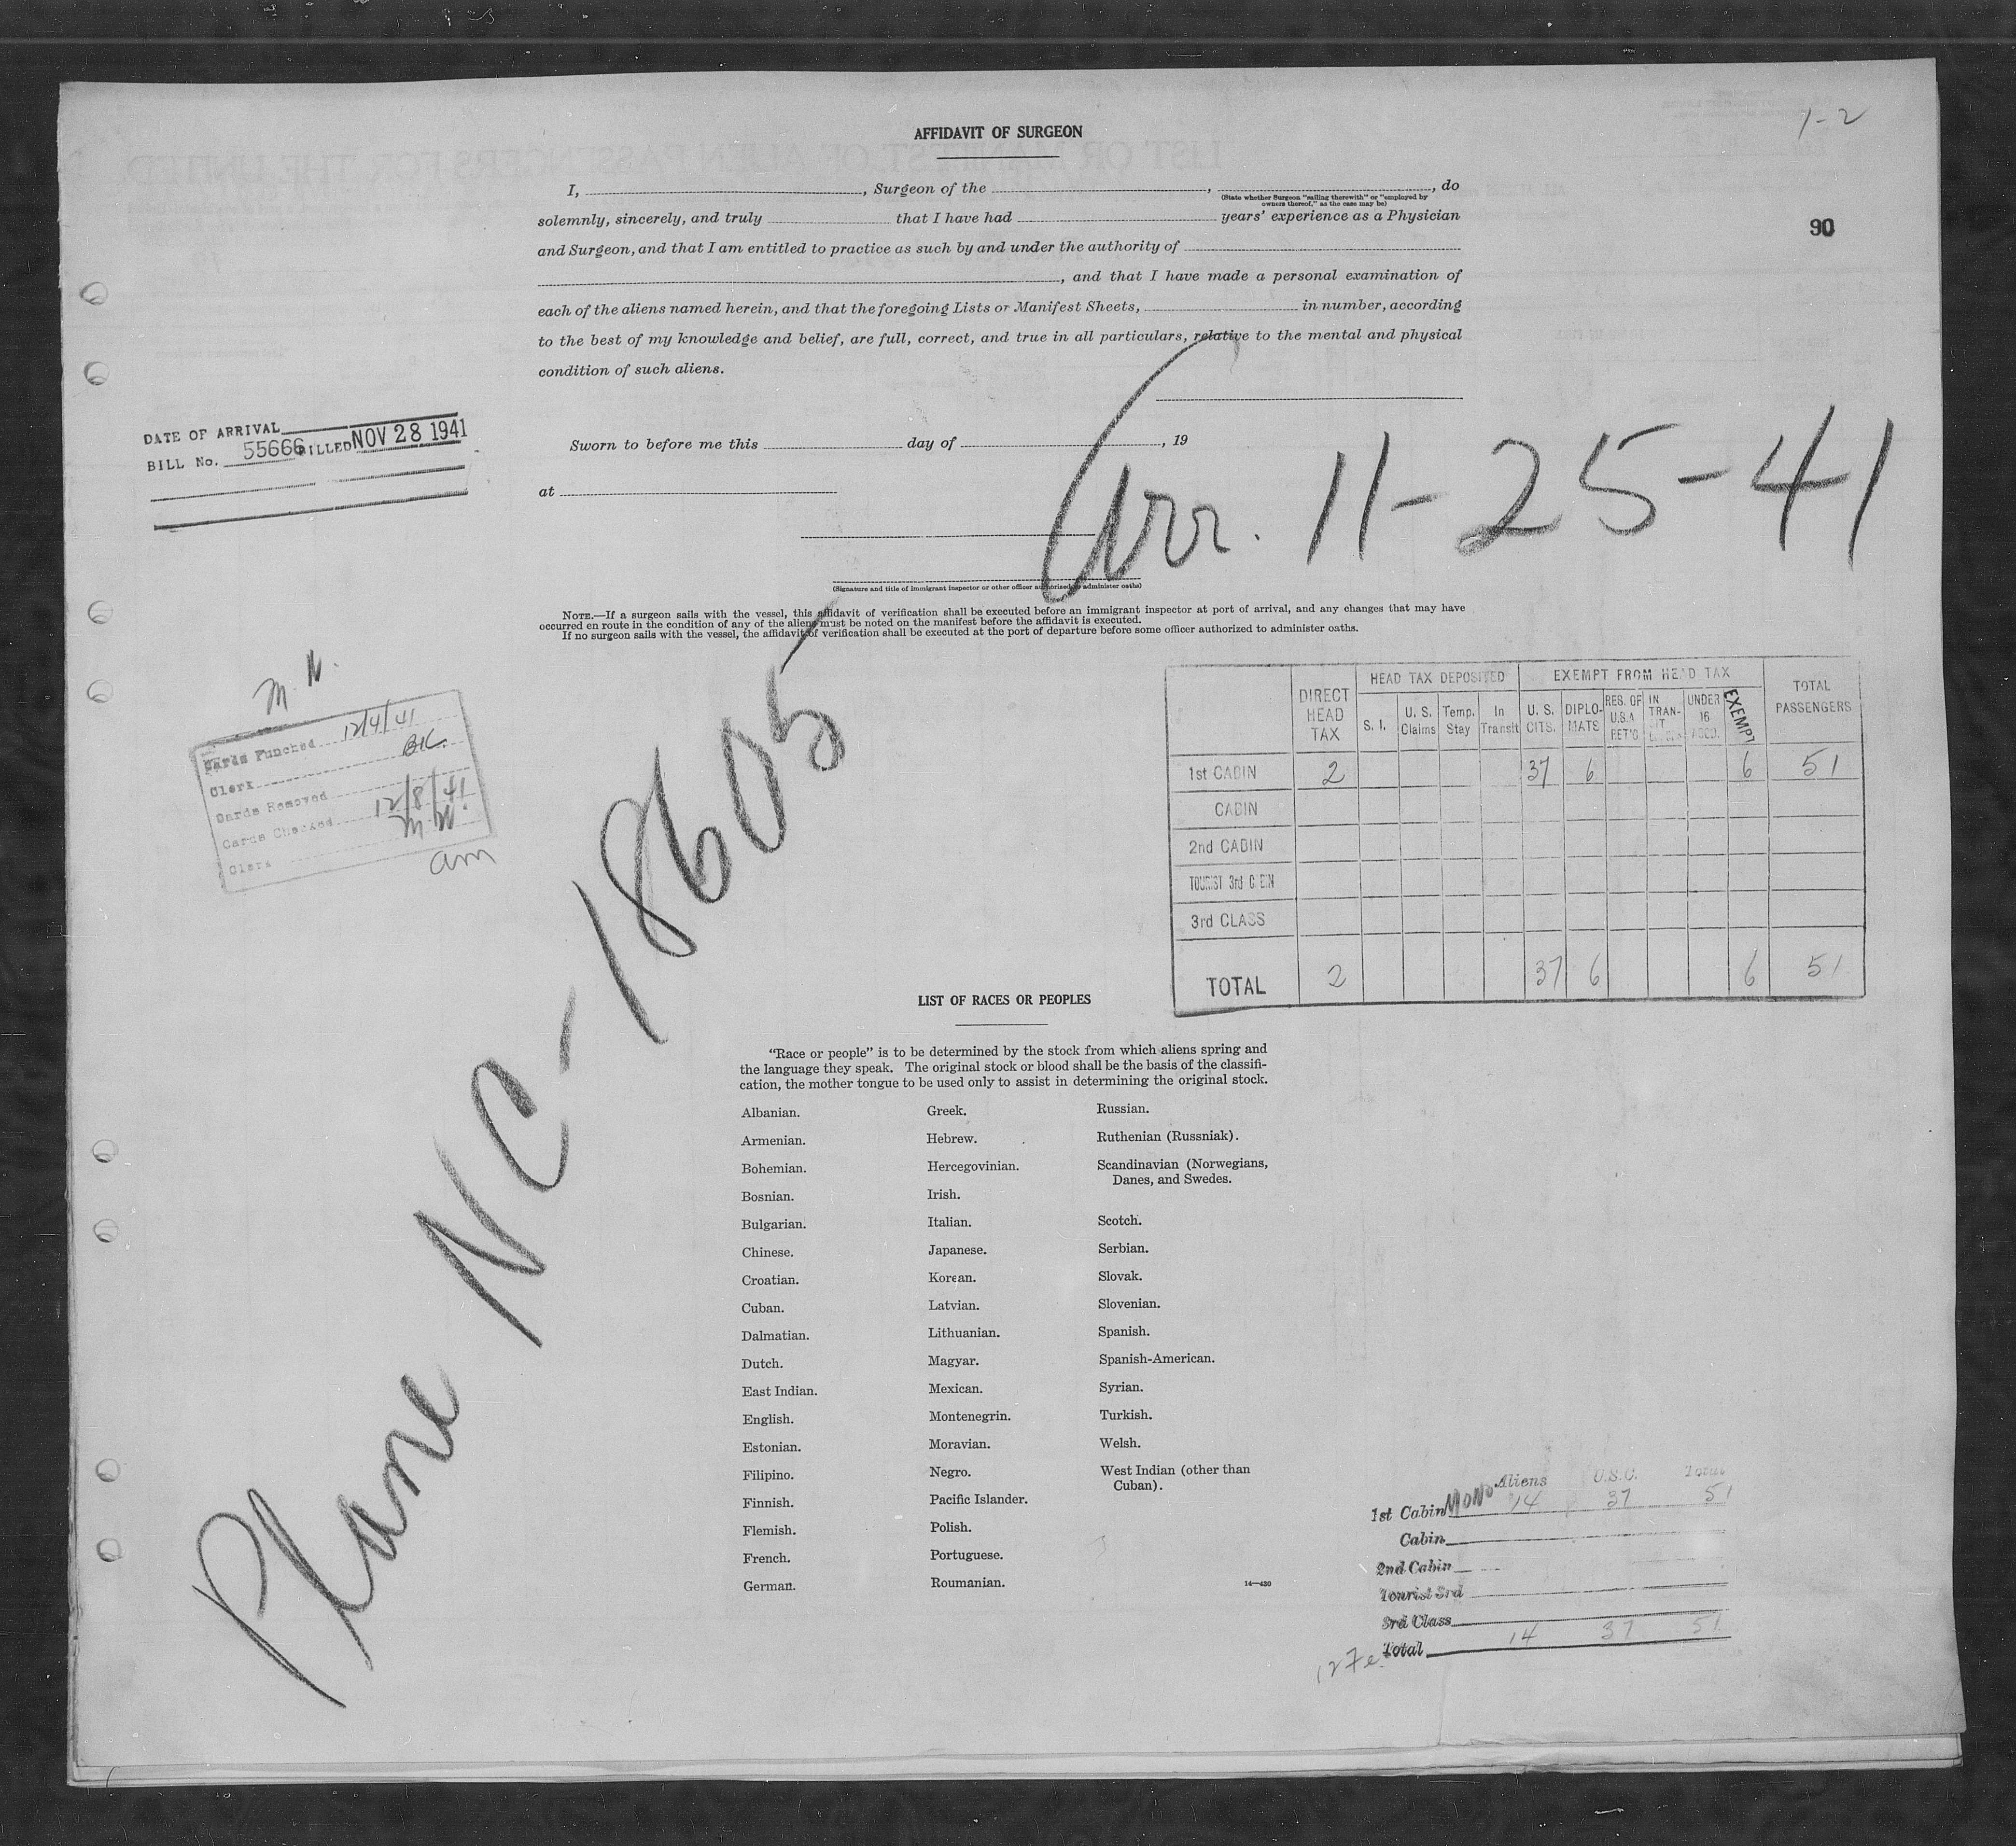 1-2
AFFIDAVIT OF SURGEON
90
I, , Surgeon of the , , do
(State whether Surgeon "sailing therewith" or "employed by
owners thereof," as the case may be)
solemnly, sincerely, and truly that I have had years' experience as a Physician
and Surgeon, and that I am entitled to practice as such by and under the authority of
, and that I have made a personal examination of
each of the aliens named herein, and that the foregoing Lists or Manifest Sheets, in number, according
to the best of my knowledge and belief, are full, correct, and true in all particulars, relative to the mental and physical
condition of such aliens.
DATE OF ARRIVAL
BILL No. 55666 BILLED NOV 28 1941
Sworn to before me this day of , 19
at
Arr. 11-25-41
(Signature and title of immigrant inspector or other officer authorized to administer oaths)
NOTE.—If a surgeon sails with the vessel, this affidavit of verification shall be executed before an immigrant inspector at port of arrival, and any changes that may have
occurred en route in the condition of any of the aliens must be noted on the manifest before the affidavit is executed.
If no surgeon sails with the vessel, the affidavit of verification shall be executed at the port of departure before some officer authorized to administer oaths.
M. N.
Cards Punched 12/4/41
Clerk BK.
Cards Removed
Cards Checked 12/8/41
Clerk M.N.
am
Plane NC-18605
DIRECT HEAD TAX HEAD TAX DEPOSITED EXEMPT FROM HEAD TAX TOTAL PASSENGERS
S. I. U. S. Claims Temp. Stay In Transit U. S. CITS. DIPLO-MATS RES. OF U.S.A RET'G IN TRAN-SIT UNDER 16 ACCO. EXEMPT
1st CABIN 2 37 6 6 51
CABIN
2nd CABIN
TOURIST 3rd CABIN
3rd CLASS
TOTAL 2 37 6 6 51
LIST OF RACES OR PEOPLES
"Race or people" is to be determined by the stock from which aliens spring and
the language they speak. The original stock or blood shall be the basis of the classifi-
cation, the mother tongue to be used only to assist in determining the original stock.
Albanian.
Armenian.
Bohemian.
Bosnian.
Bulgarian.
Chinese.
Croatian.
Cuban.
Dalmatian.
Dutch.
East Indian.
English.
Estonian.
Filipino.
Finnish.
Flemish.
French.
German.
Greek.
Hebrew.
Hercegovinian.
Irish.
Italian.
Japanese.
Korean.
Latvian.
Lithuanian.
Magyar.
Mexican.
Montenegrin.
Moravian.
Negro.
Pacific Islander.
Polish.
Portuguese.
Roumanian.
Russian.
Ruthenian (Russniak).
Scandinavian (Norwegians,
Danes, and Swedes.
Scotch.
Serbian.
Slovak.
Slovenian.
Spanish.
Spanish-American.
Syrian.
Turkish.
Welsh.
West Indian (other than
Cuban).
14—430
Aliens U.S.C. Total
1st Cabin MONO 14 37 51
Cabin
2nd Cabin
Tourist 3rd
3rd Class
Total 14 37 51